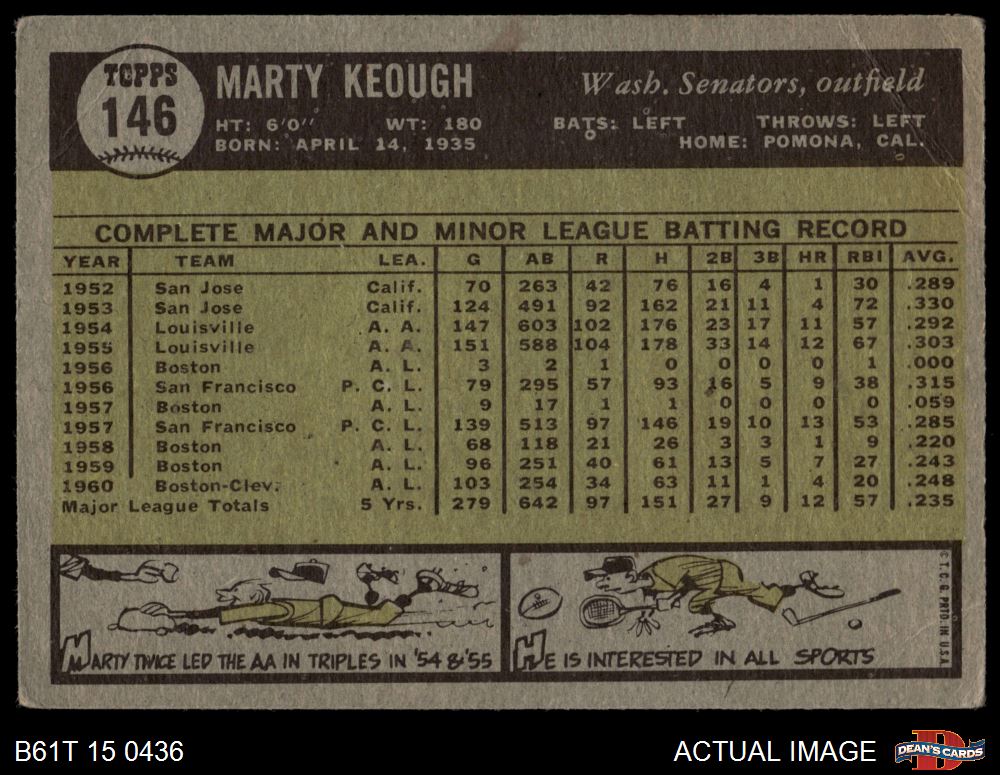 TOPPS
146
MARTY KEOUGH
Wash. Senators, outfield
HT: 6'0'' WT: 180 BATS: LEFT THROWS: LEFT
BORN: APRIL 14, 1935 HOME: POMONA, CAL.
COMPLETE MAJOR AND MINOR LEAGUE BATTING RECORD
YEAR TEAM LEA. G AB R H 2B 3B HR RBI AVG.
1952 San Jose Calif. 70 263 42 76 16 4 1 30 .289
1953 San Jose Calif. 124 491 92 162 21 11 4 72 .330
1954 Louisville A. A. 147 603 102 176 23 17 11 57 .292
1955 Louisville A. A. 151 588 104 178 33 14 12 67 .303
1956 Boston A. L. 3 2 1 0 0 0 0 1 .000
1956 San Francisco P. C. L. 79 295 57 93 16 5 9 38 .315
1957 Boston A. L. 9 17 1 1 0 0 0 0 .059
1957 San Francisco P. C. L. 139 513 97 146 19 10 13 53 .285
1958 Boston A. L. 68 118 21 26 3 3 1 9 .220
1959 Boston A. L. 96 251 40 61 13 5 7 27 .243
1960 Boston-Clev. A. L. 103 254 34 63 11 1 4 20 .248
Major League Totals 5 Yrs. 279 642 97 151 27 9 12 57 .235
MARTY TWICE LED THE AA IN TRIPLES IN '54 & '55
HE IS INTERESTED IN ALL SPORTS
© T. C. G. PRTD. IN U.S.A.
B61T 15 0436
ACTUAL IMAGE
D
DEAN'S CARDS